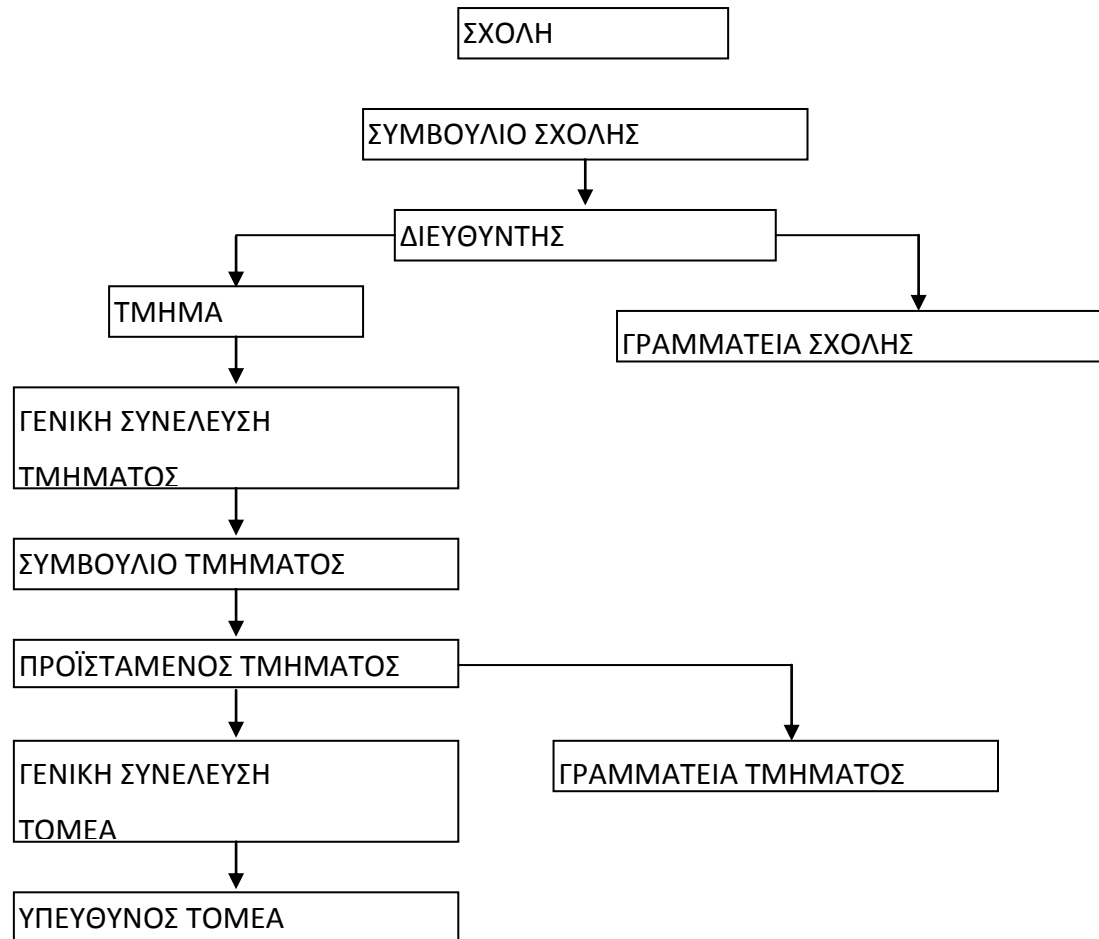 ΣΧΟΛΗ
ΣΥΜΒΟΥΛΙΟ ΣΧΟΛΗΣ
ΔΙΕΥΘΥΝΤΗΣ
ΤΜΗΜΑ
ΓΡΑΜΜΑΤΕΙΑ ΣΧΟΛΗΣ
ΓΕΝΙΚΗ ΣΥΝΕΛΕΥΣΗ
ΤΜΗΜΑΤΟΣ
ΣΥΜΒΟΥΛΙΟ ΤΜΗΜΑΤΟΣ
ΠΡΟΪΣΤΑΜΕΝΟΣ ΤΜΗΜΑΤΟΣ
ΓΕΝΙΚΗ ΣΥΝΕΛΕΥΣΗ
ΤΟΜΕΑ
ΓΡΑΜΜΑΤΕΙΑ ΤΜΗΜΑΤΟΣ
ΥΠΕΥΘΥΝΟΣ ΤΟΜΕΑ